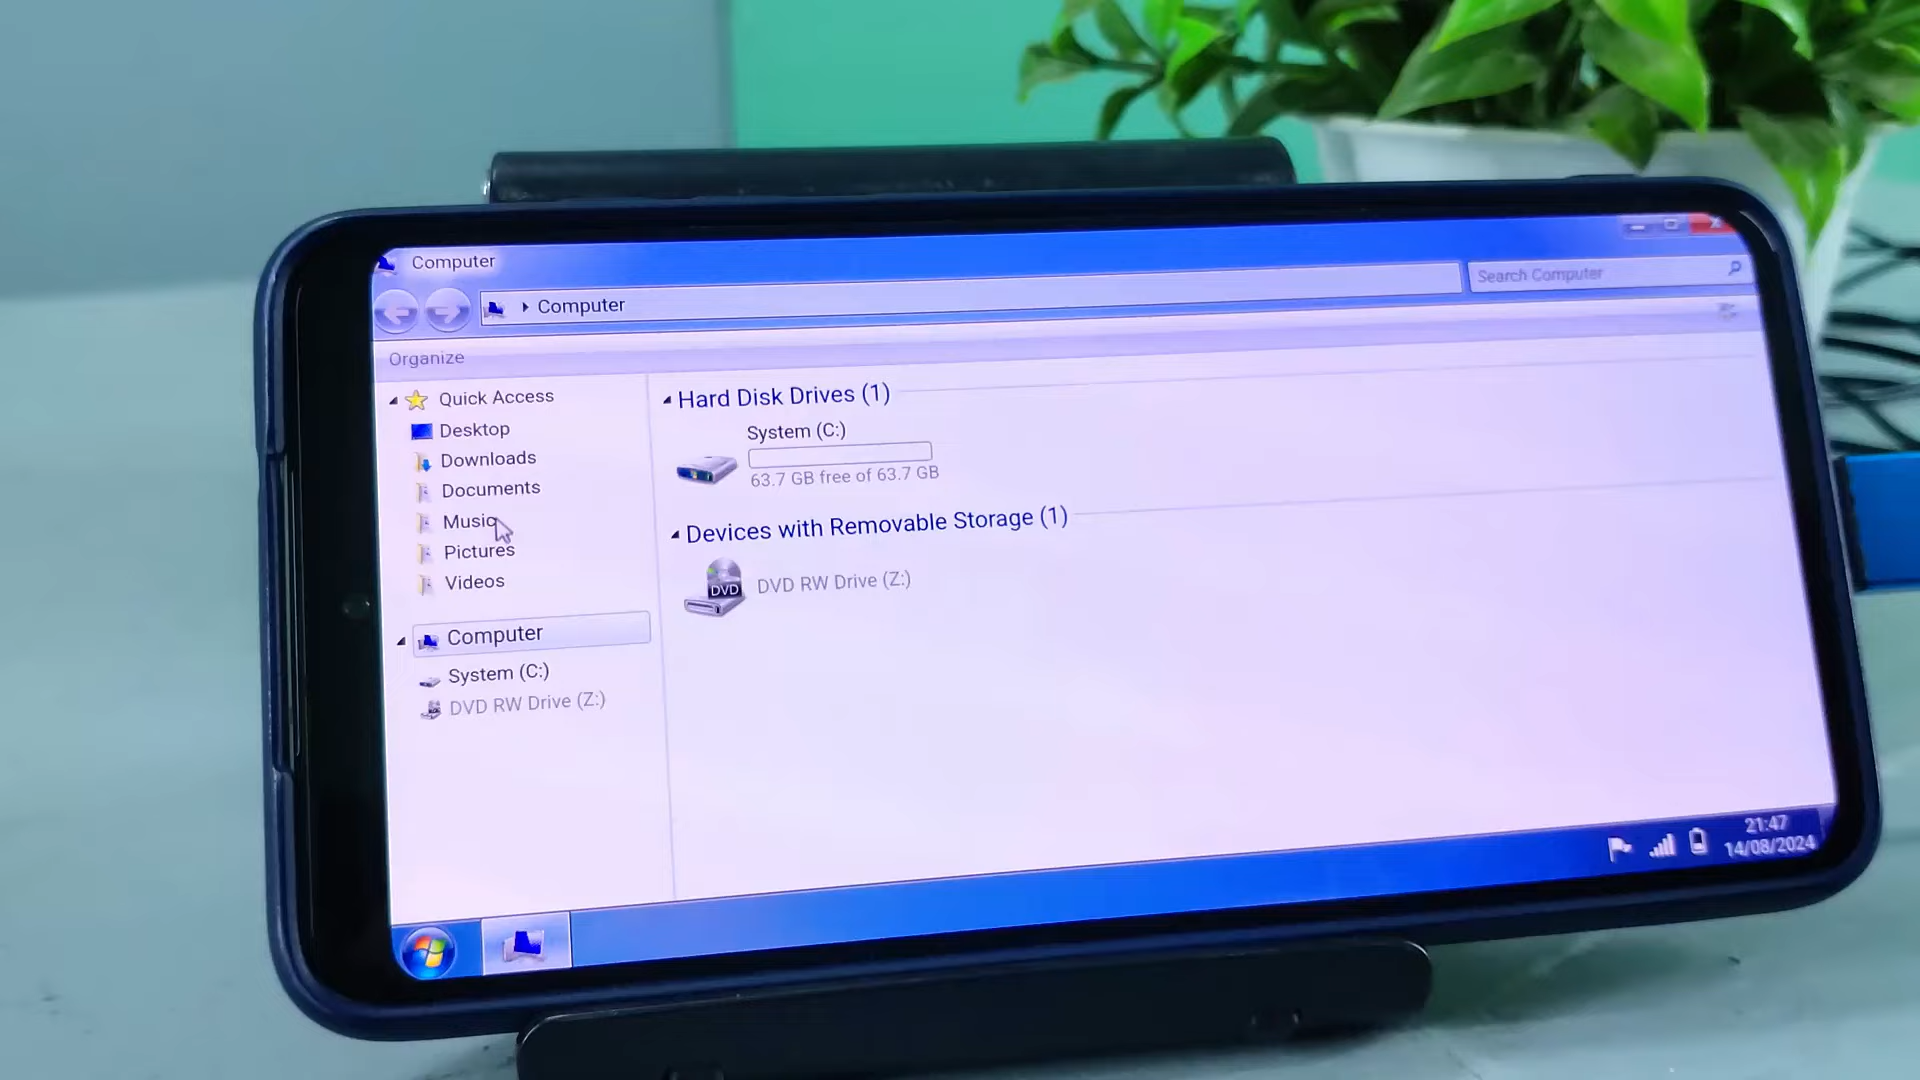 Computer
Computer
Search Computer
Organize
Quick Access
Desktop
Downloads
Documents
Music
Pictures
Videos
Computer
System (C:)
DVD RW Drive (Z:)
Hard Disk Drives (1)
System (C:)
63.7 GB free of 63.7 GB
Devices with Removable Storage (1)
DVD
DVD RW Drive (Z:)
21:47
14/08/2024